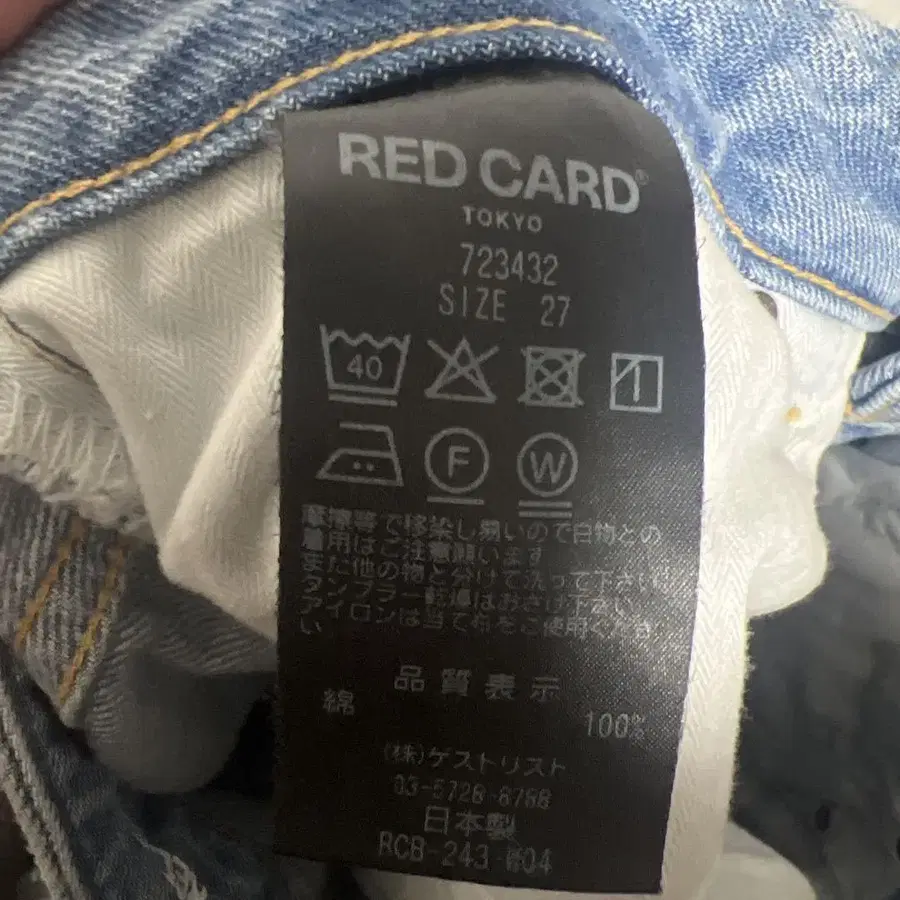 RED CARD®
TOKYO
723432
SIZE 27
40
F W
摩擦等で移染し易いので白物との
着用はご注意願います
また他の物と分けて洗って下さい
タンブラー乾燥はおさけ下さい
アイロンは当て布をご使用くださ
い
品質表示
綿 100%
(株)ゲストリスト
03-5728-8788
日本製